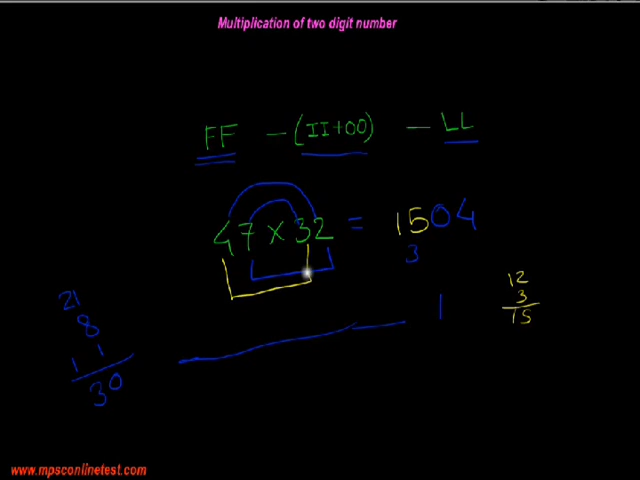 Multiplication of two digit number
FF - (II+OO) - LL
47 x 32 = 1504
3
1
12
3
15
21
8
1 1
30
www.mpsconlinetest.com